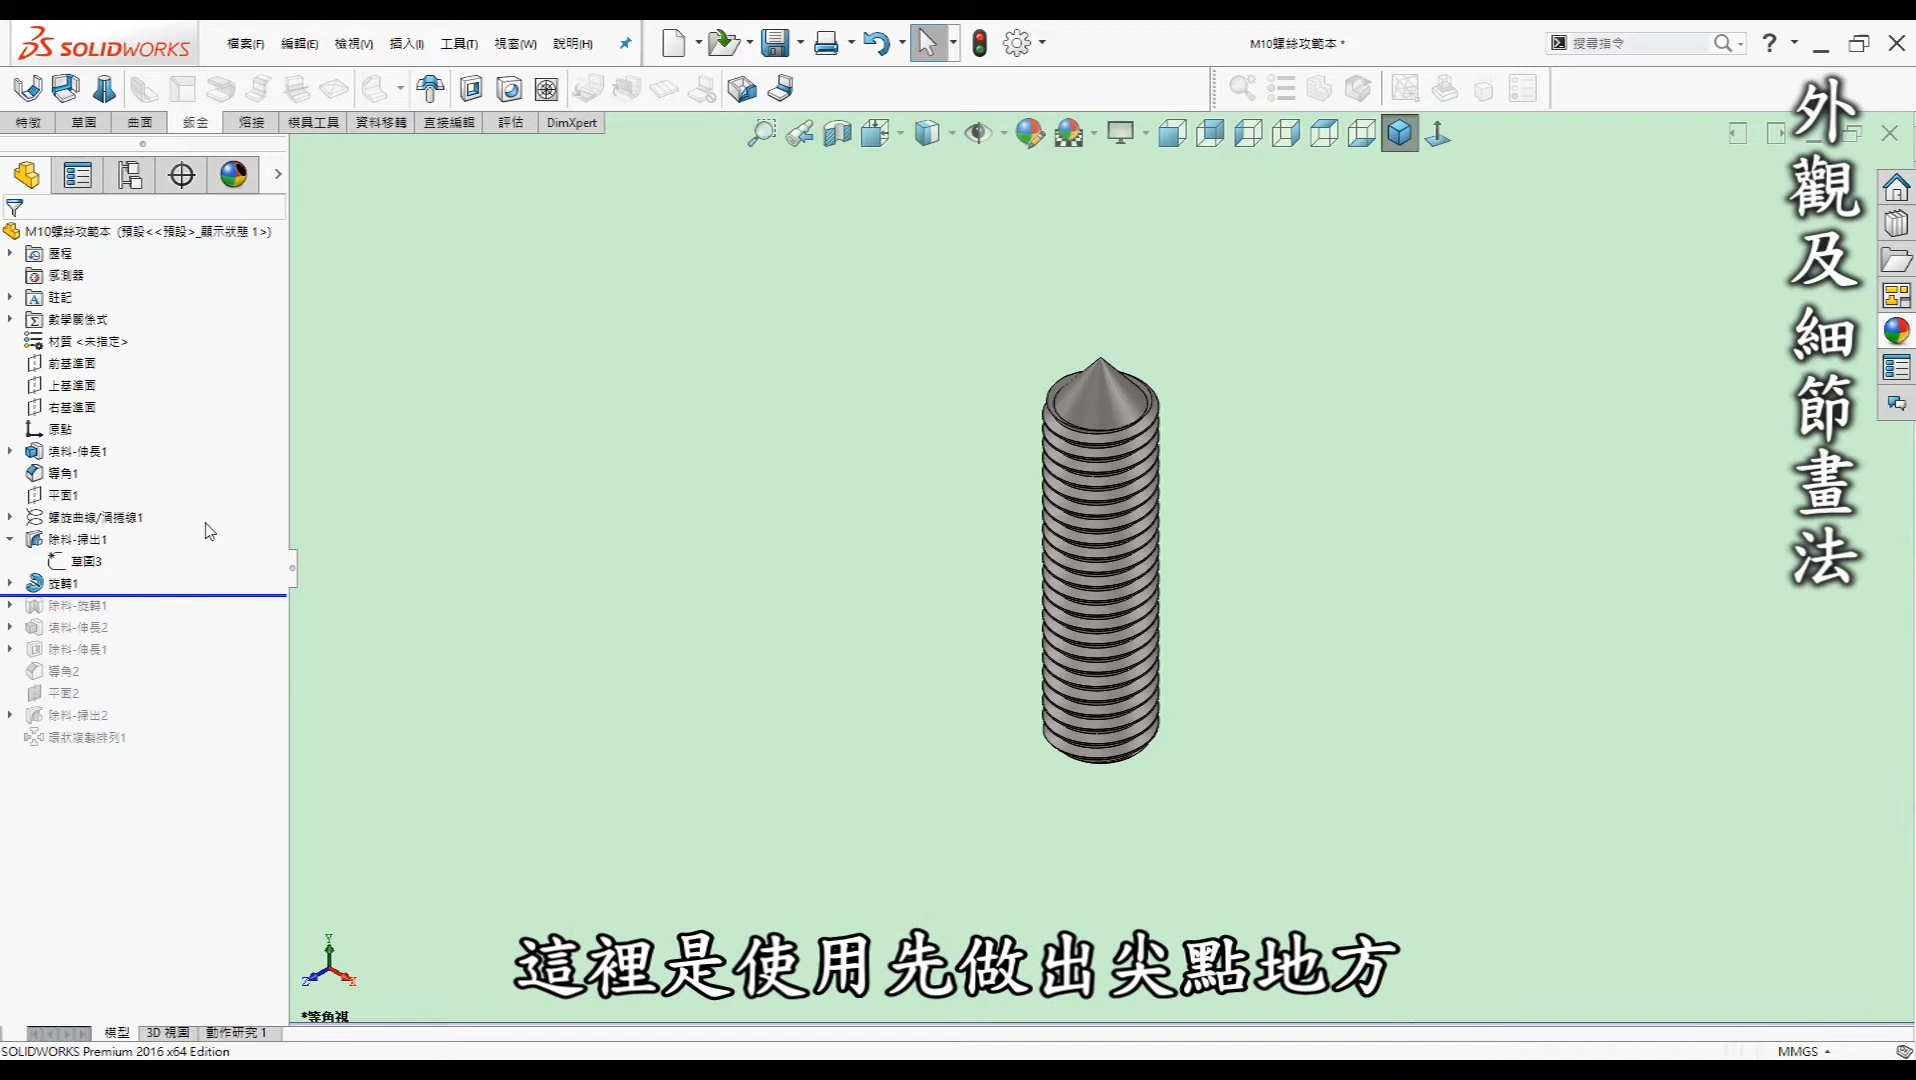 SOLIDWORKS
檔案(F) 編輯(E) 檢視(V) 插入(I) 工具(T) 視窗(W) 說明(H)
M10螺絲攻範本 *
搜尋指令
特徵 草圖 曲面 鈑金 熔接 模具工具 資料移轉 直接編輯 評估 DimXpert
M10螺絲攻範本 (預設<<預設>_顯示狀態 1>)
歷程
感測器
註記
數學關係式
材質 <未指定>
前基準面
上基準面
右基準面
原點
填料-伸長1
導角1
平面1
螺旋曲線/渦捲線1
除料-掃出1
草圖3
旋轉1
除料-旋轉1
填料-伸長2
除料-伸長1
導角2
平面2
除料-掃出2
環狀複製排列1
外觀及細節畫法
Y
Z
X
這裡是使用先做出尖點地方
*等角視
模型 3D 視圖 動作研究 1
SOLIDWORKS Premium 2016 x64 Edition
MMGS